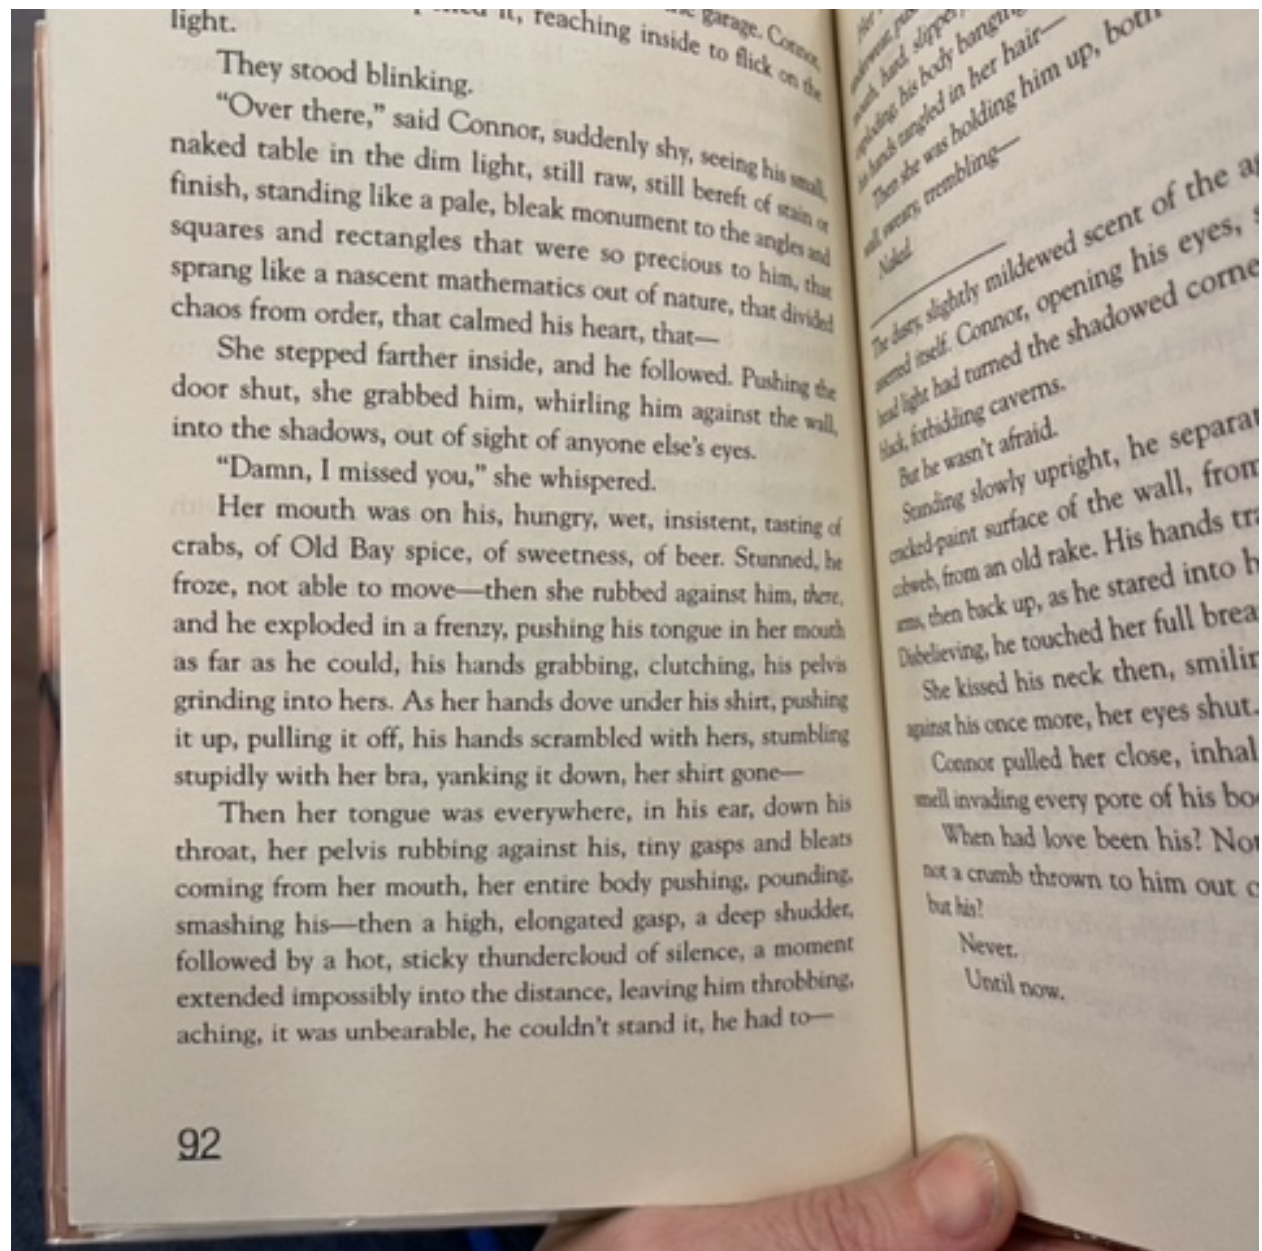 light.
garage. Connor,
it, reaching inside to flick on the
They stood blinking.
“Over there,” said Connor, suddenly shy, seeing his small,
naked table in the dim light, still raw, still bereft of stain or
finish, standing like a pale, bleak monument to the angles and
squares and rectangles that were so precious to him, that
sprang like a nascent mathematics out of nature, that divided
chaos from order, that calmed his heart, that—
She stepped farther inside, and he followed. Pushing the
door shut, she grabbed him, whirling him against the wall,
into the shadows, out of sight of anyone else’s eyes.
“Damn, I missed you,” she whispered.
Her mouth was on his, hungry, wet, insistent, tasting of
crabs, of Old Bay spice, of sweetness, of beer. Stunned, he
froze, not able to move—then she rubbed against him, there,
and he exploded in a frenzy, pushing his tongue in her mouth
as far as he could, his hands grabbing, clutching, his pelvis
grinding into hers. As her hands dove under his shirt, pushing
it up, pulling it off, his hands scrambled with hers, stumbling
stupidly with her bra, yanking it down, her shirt gone—
Then her tongue was everywhere, in his ear, down his
throat, her pelvis rubbing against his, tiny gasps and bleats
coming from her mouth, her entire body pushing, pounding,
smashing his—then a high, elongated gasp, a deep shudder,
followed by a hot, sticky thundercloud of silence, a moment
extended impossibly into the distance, leaving him throbbing,
aching, it was unbearable, he couldn’t stand it, he had to—
92
mouth, hand, slippery
exploding, his body banging
his hands tangled in her hair—
Then she was holding him up, both
wall, sweaty, trembling—
Naked.
The dusty, slightly mildewed scent of the
itself. Connor, opening his eyes,
light had turned the shadowed
black, forbidding caverns.
But he wasn’t afraid.
Standing slowly upright, he
cracked-paint surface of the wall, from
cobweb, from an old rake. His hands
arms, then back up, as he stared into
Disbelieving, he touched her full
She kissed his neck then,
against his once more, her eyes shut.
Connor pulled her close,
smell invading every pore of his
When had love been his?
not a crumb thrown to him out
but his?
Never.
Until now.